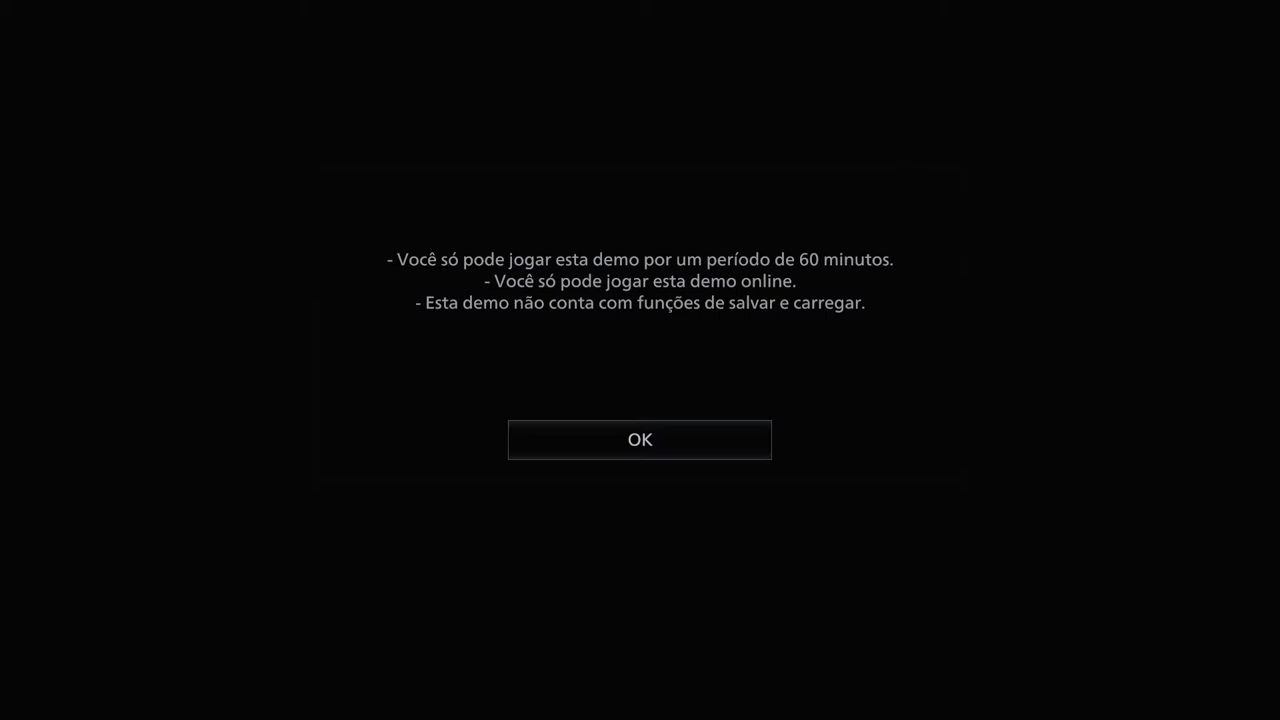 - Você só pode jogar esta demo por um período de 60 minutos.
- Você só pode jogar esta demo online.
- Esta demo não conta com funções de salvar e carregar.
OK